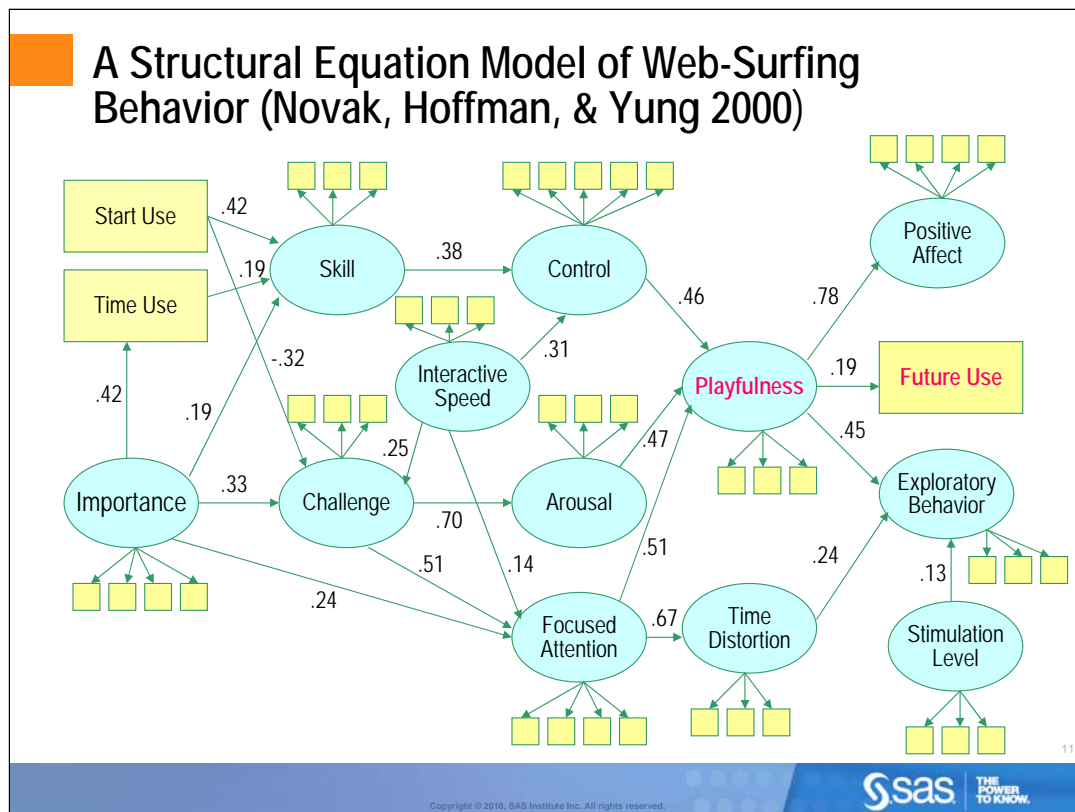 A Structural Equation Model of Web-Surfing
Behavior (Novak, Hoffman, & Yung 2000)
Start Use
.42
Skill
.38
Control
Positive
Affect
.19
Time Use
.46
.78
-.32
.31
Interactive
Speed
Playfulness
.19
Future Use
.42
.19
.25
.47
.45
Importance
.33
Challenge
.70
Arousal
Exploratory
Behavior
.51
.14
.51
.24
.13
.24
Focused
Attention
.67
Time
Distortion
Stimulation
Level
11
Copyright © 2010, SAS Institute Inc. All rights reserved.
sas
THE
POWER
TO KNOW.